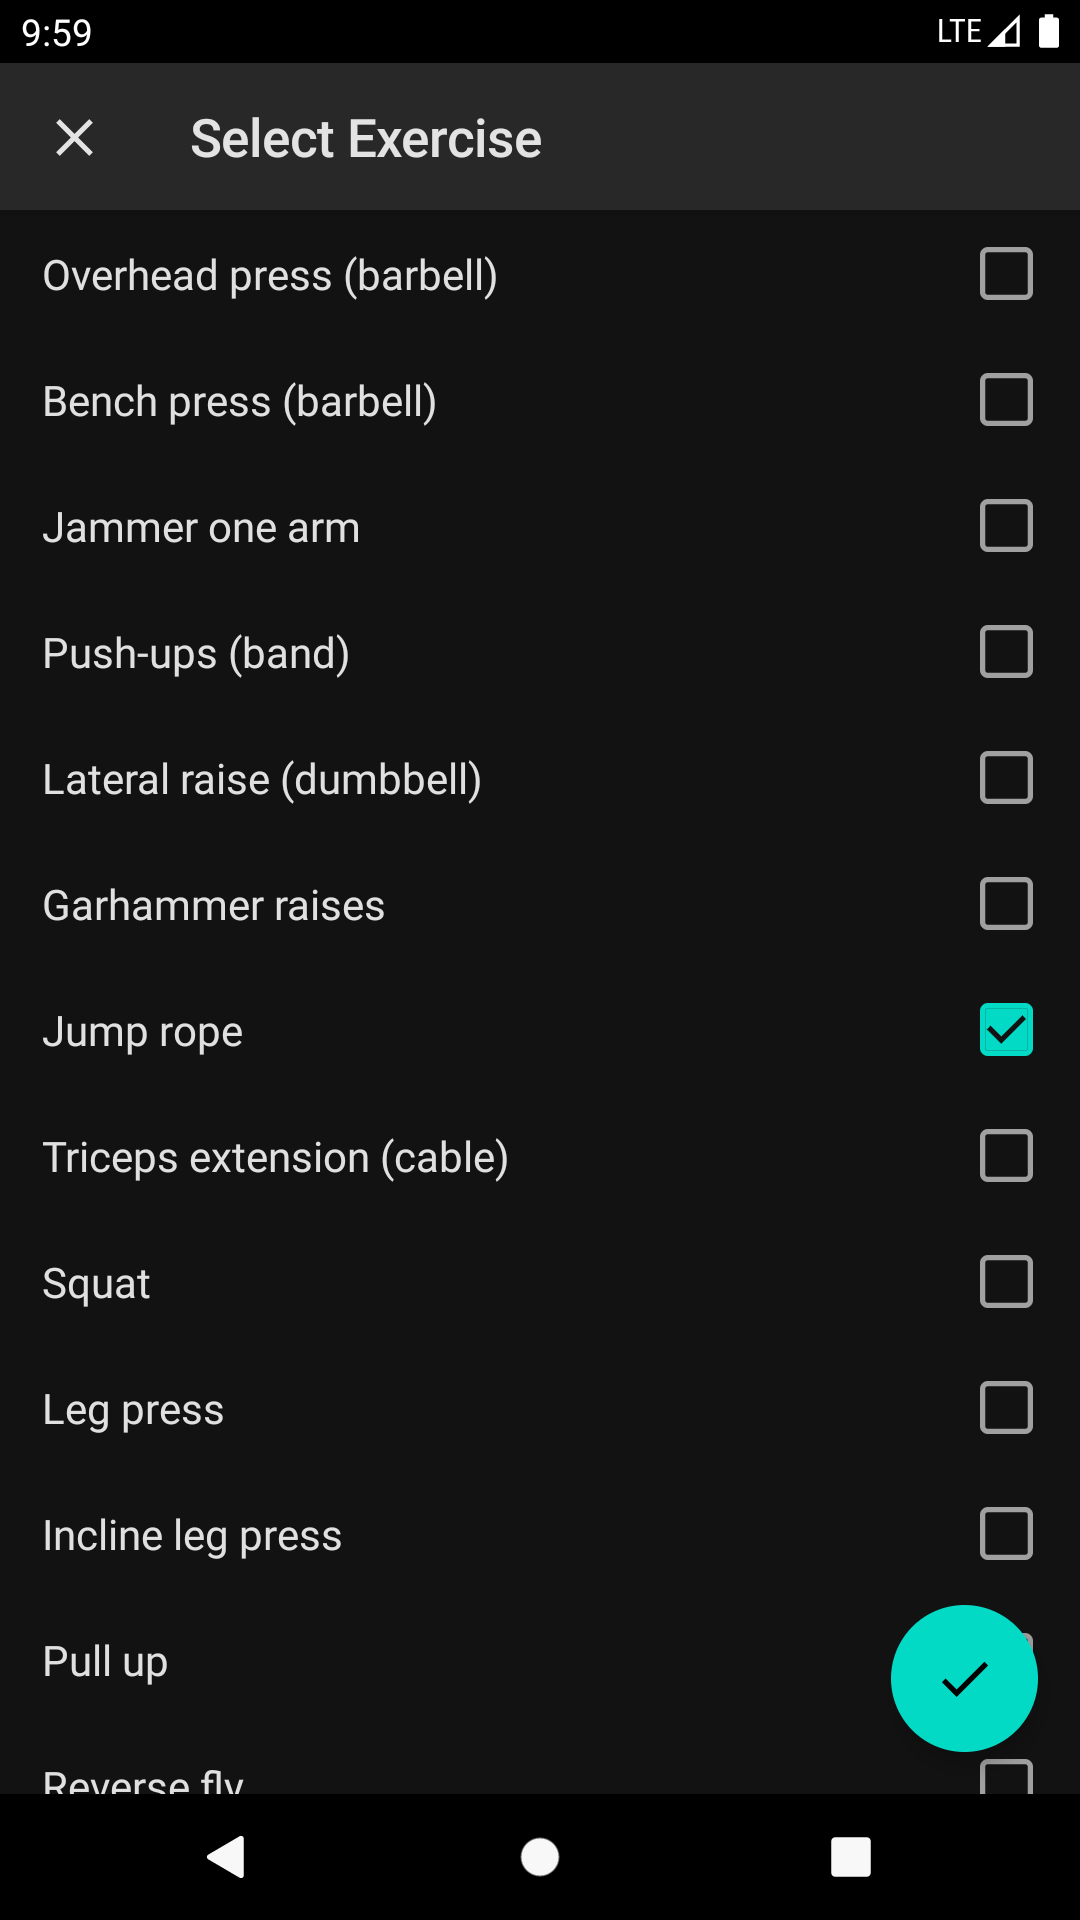 9:59
LTE
Select Exercise
Overhead press (barbell)
Bench press (barbell)
Jammer one arm
Push-ups (band)
Lateral raise (dumbbell)
Garhammer raises
Jump rope
Triceps extension (cable)
Squat
Leg press
Incline leg press
Pull up
Reverse fly